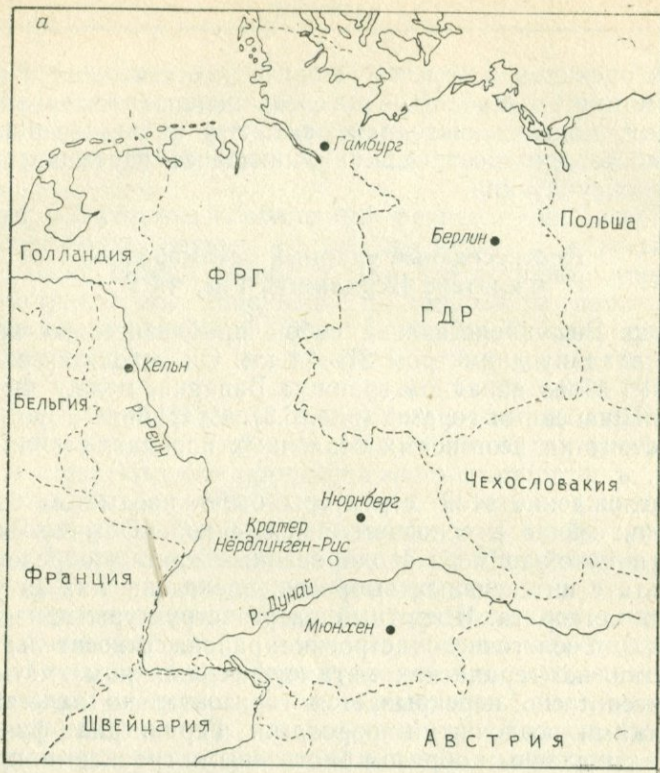 а
Гамбург
Польша
Берлин
Голландия
ФРГ
ГДР
Кельн
Бельгия
р. Рейн
Чехословакия
Нюрнберг
Кратер
Нёрдлинген-Рис
Франция
р. Дунай
Мюнхен
Швейцария
Австрия